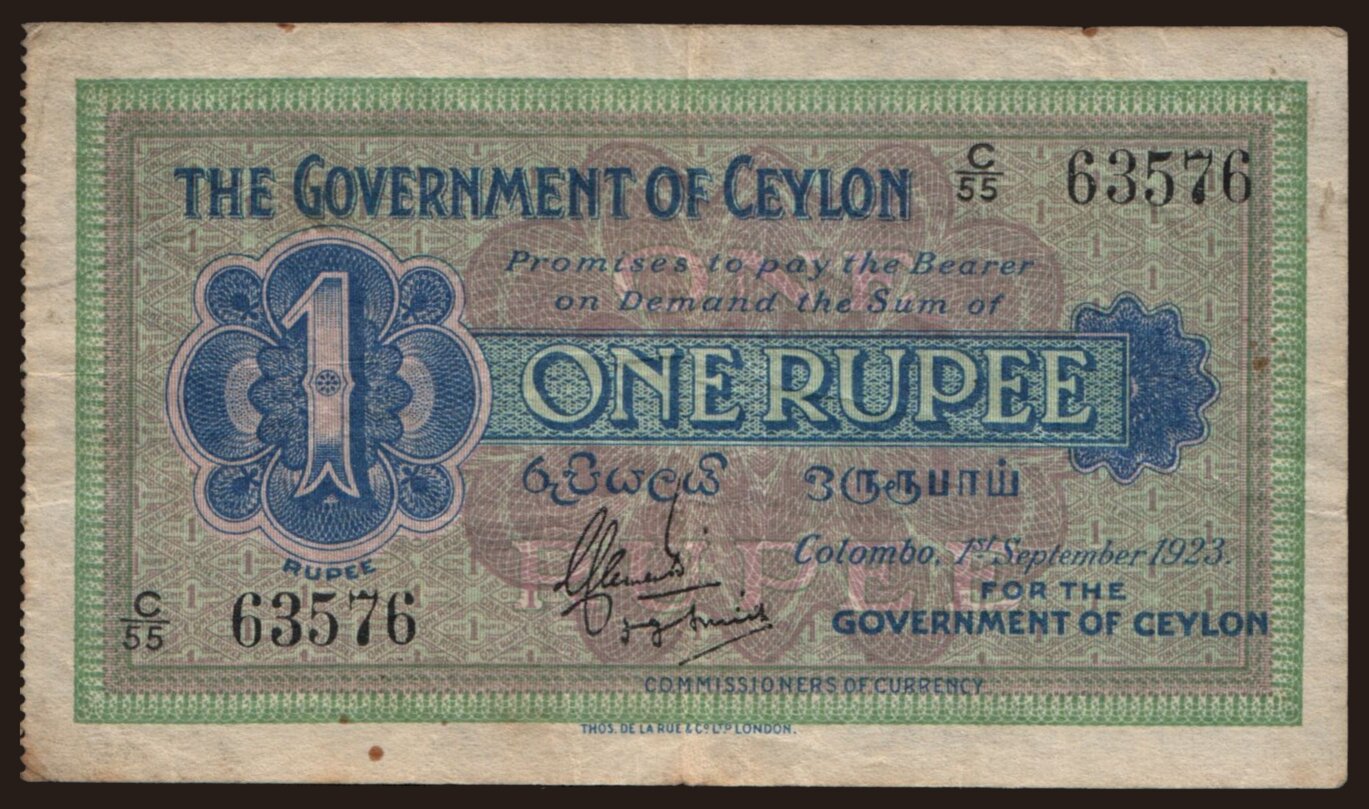 THE GOVERNMENT OF CEYLON
C/55 63576
Promises to pay the Bearer
on Demand the Sum of
1
ONE RUPEE
රුපියලයි ஒருரூபாய்
Colombo, 1st September 1923.
RUPEE
FOR THE
GOVERNMENT OF CEYLON
C/55 63576
COMMISSIONERS OF CURRENCY
THOS. DE LA RUE & Co. LTD LONDON.
ONE
RUPEE